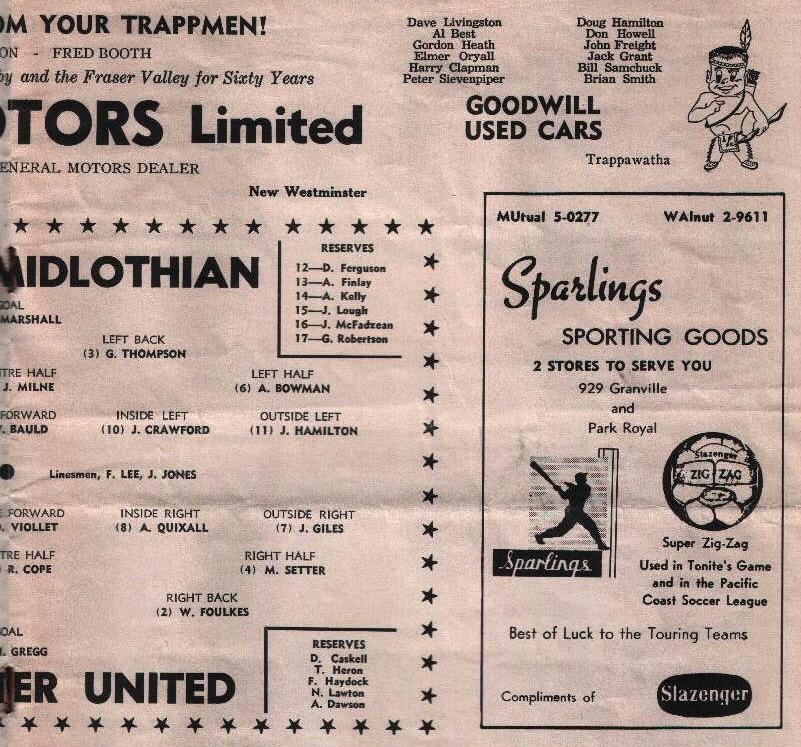 OM YOUR TRAPPMEN!
ON - FRED BOOTH
by and the Fraser Valley for Sixty Years
OTORS Limited
ENERAL MOTORS DEALER
New Westminster
Dave Livingston
Al Best
Gordon Heath
Elmer Oryall
Harry Clapman
Peter Sievenpiper
Doug Hamilton
Don Howell
John Freight
Jack Grant
Bill Samchuck
Brian Smith
GOODWILL
USED CARS
Trappawatha
MIDLOTHIAN
RESERVES
12—D. Ferguson
13—A. Finlay
14—A. Kelly
15—J. Lough
16—J. McFadzean
17—G. Robertson
OAL
MARSHALL
LEFT BACK
(3) G. THOMPSON
TRE HALF
J. MILNE
LEFT HALF
(6) A. BOWMAN
FORWARD
. BAULD
INSIDE LEFT
(10) J. CRAWFORD
OUTSIDE LEFT
(11) J. HAMILTON
Linesmen, F. LEE, J. JONES
FORWARD
. VIOLLET
INSIDE RIGHT
(8) A. QUIXALL
OUTSIDE RIGHT
(7) J. GILES
TRE HALF
R. COPE
RIGHT HALF
(4) M. SETTER
RIGHT BACK
(2) W. FOULKES
OAL
. GREGG
RESERVES
D. Caskell
T. Heron
F. Haydock
N. Lawton
A. Dawson
ER UNITED
MUtual 5-0277 WAlnut 2-9611
Sparlings
SPORTING GOODS
2 STORES TO SERVE YOU
929 Granville
and
Park Royal
Sparlings
Slazenger
ZIG ZAG
Super Zig-Zag
Used in Tonite's Game
and in the Pacific
Coast Soccer League
Best of Luck to the Touring Teams
Compliments of Slazenger